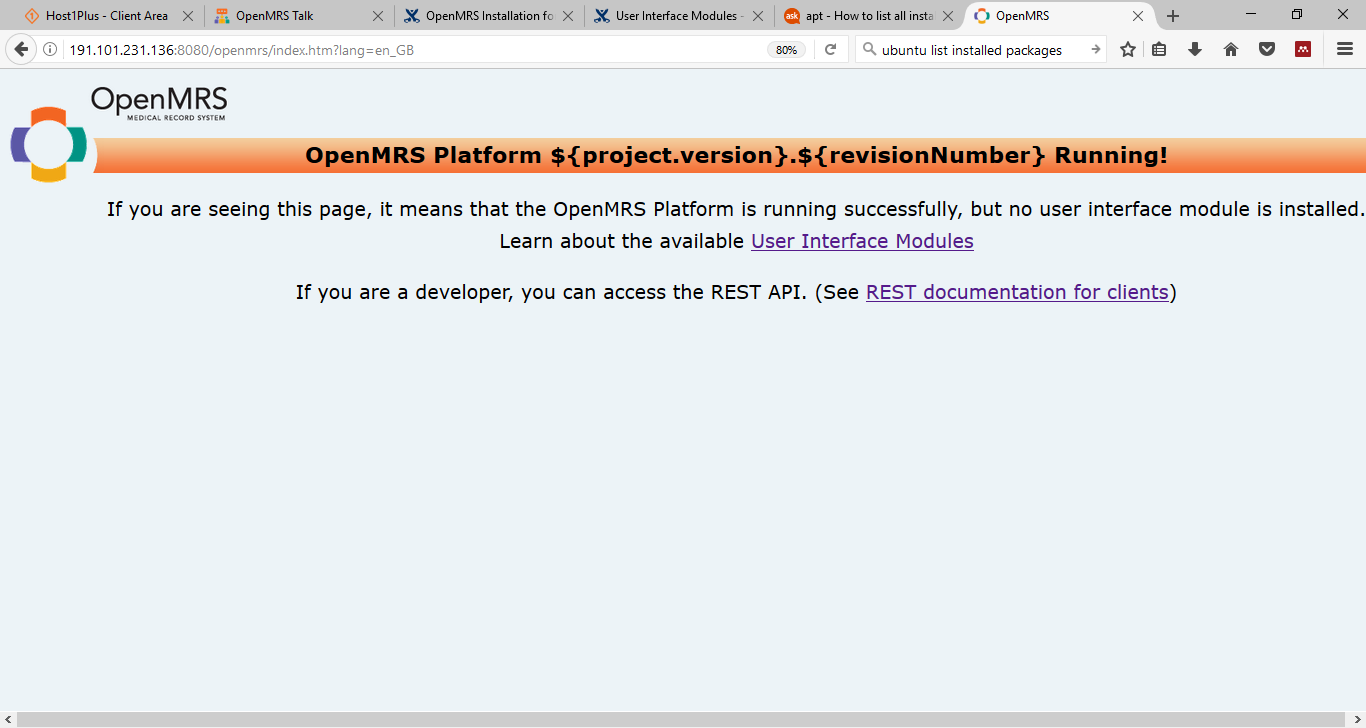 Host1Plus - Client Area
OpenMRS Talk
OpenMRS Installation fo
User Interface Modules -
ask
apt - How to list all insta
OpenMRS
191.101.231.136:8080/openmrs/index.htm?lang=en_GB
80%
ubuntu list installed packages
OpenMRS
MEDICAL RECORD SYSTEM
OpenMRS Platform ${project.version}.${revisionNumber} Running!
If you are seeing this page, it means that the OpenMRS Platform is running successfully, but no user interface module is installed.
Learn about the available User Interface Modules
If you are a developer, you can access the REST API. (See REST documentation for clients)